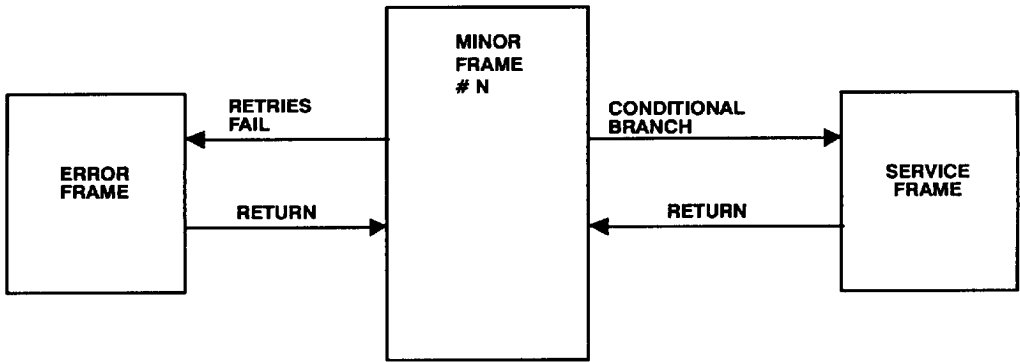 MINOR
FRAME
# N
RETRIES
FAIL
CONDITIONAL
BRANCH
ERROR
FRAME
SERVICE
FRAME
RETURN
RETURN